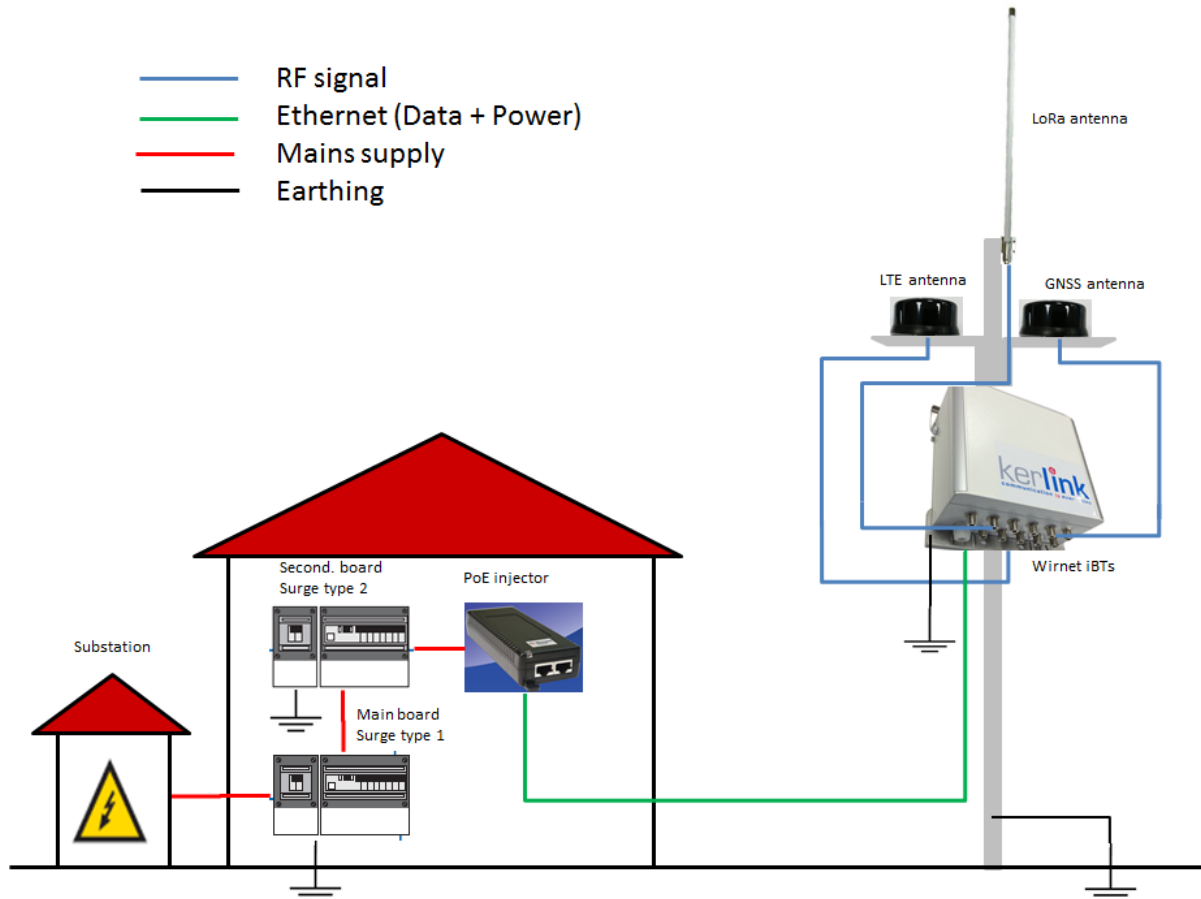 RF signal
Ethernet (Data + Power)
Mains supply
Earthing
LoRa antenna
LTE antenna
GNSS antenna
kerlink
Wirnet iBTs
Second. board
Surge type 2
PoE injector
Substation
Main board
Surge type 1